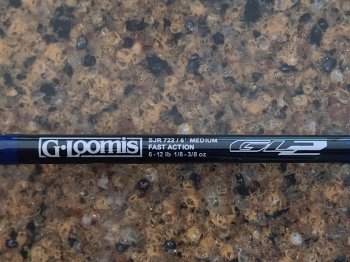 G·Loomis
SJR 722 / 6' MEDIUM
FAST ACTION
6 - 12 lb 1/8 - 3/8 oz
GL2